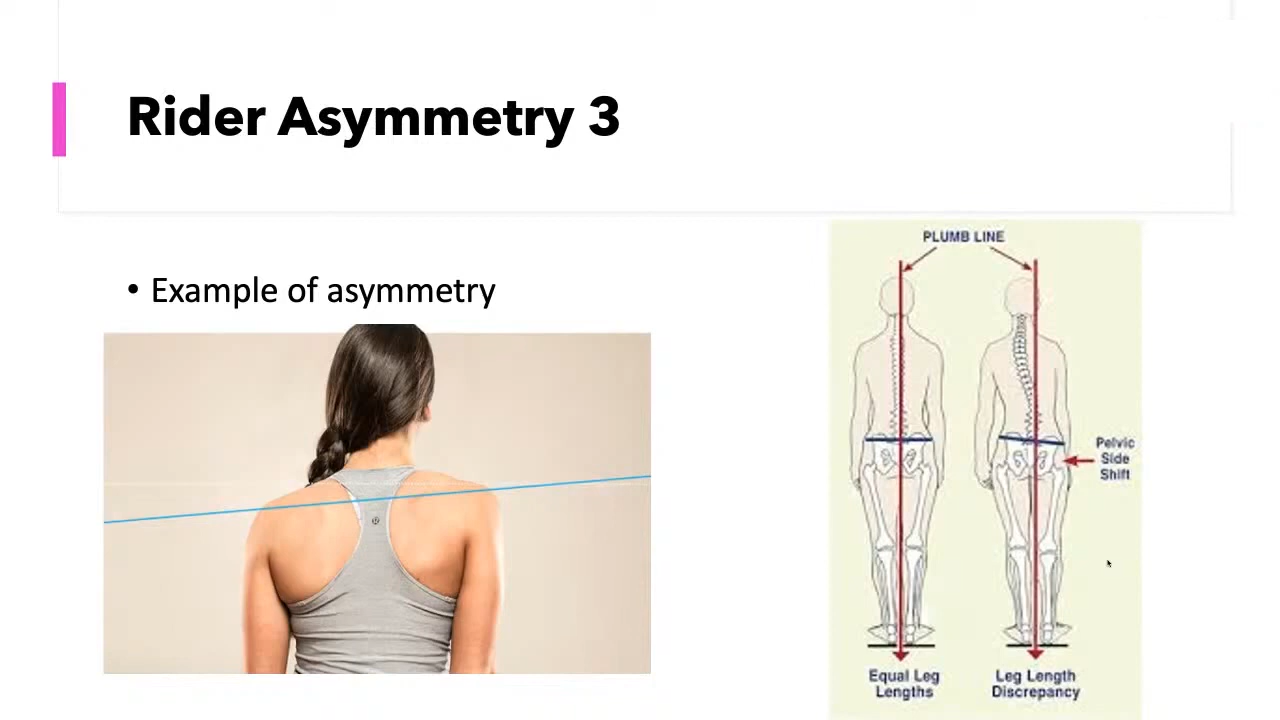 Rider Asymmetry 3
• Example of asymmetry
PLUMB LINE
Pelvic
Side
Shift
Equal Leg
Lengths
Leg Length
Discrepancy